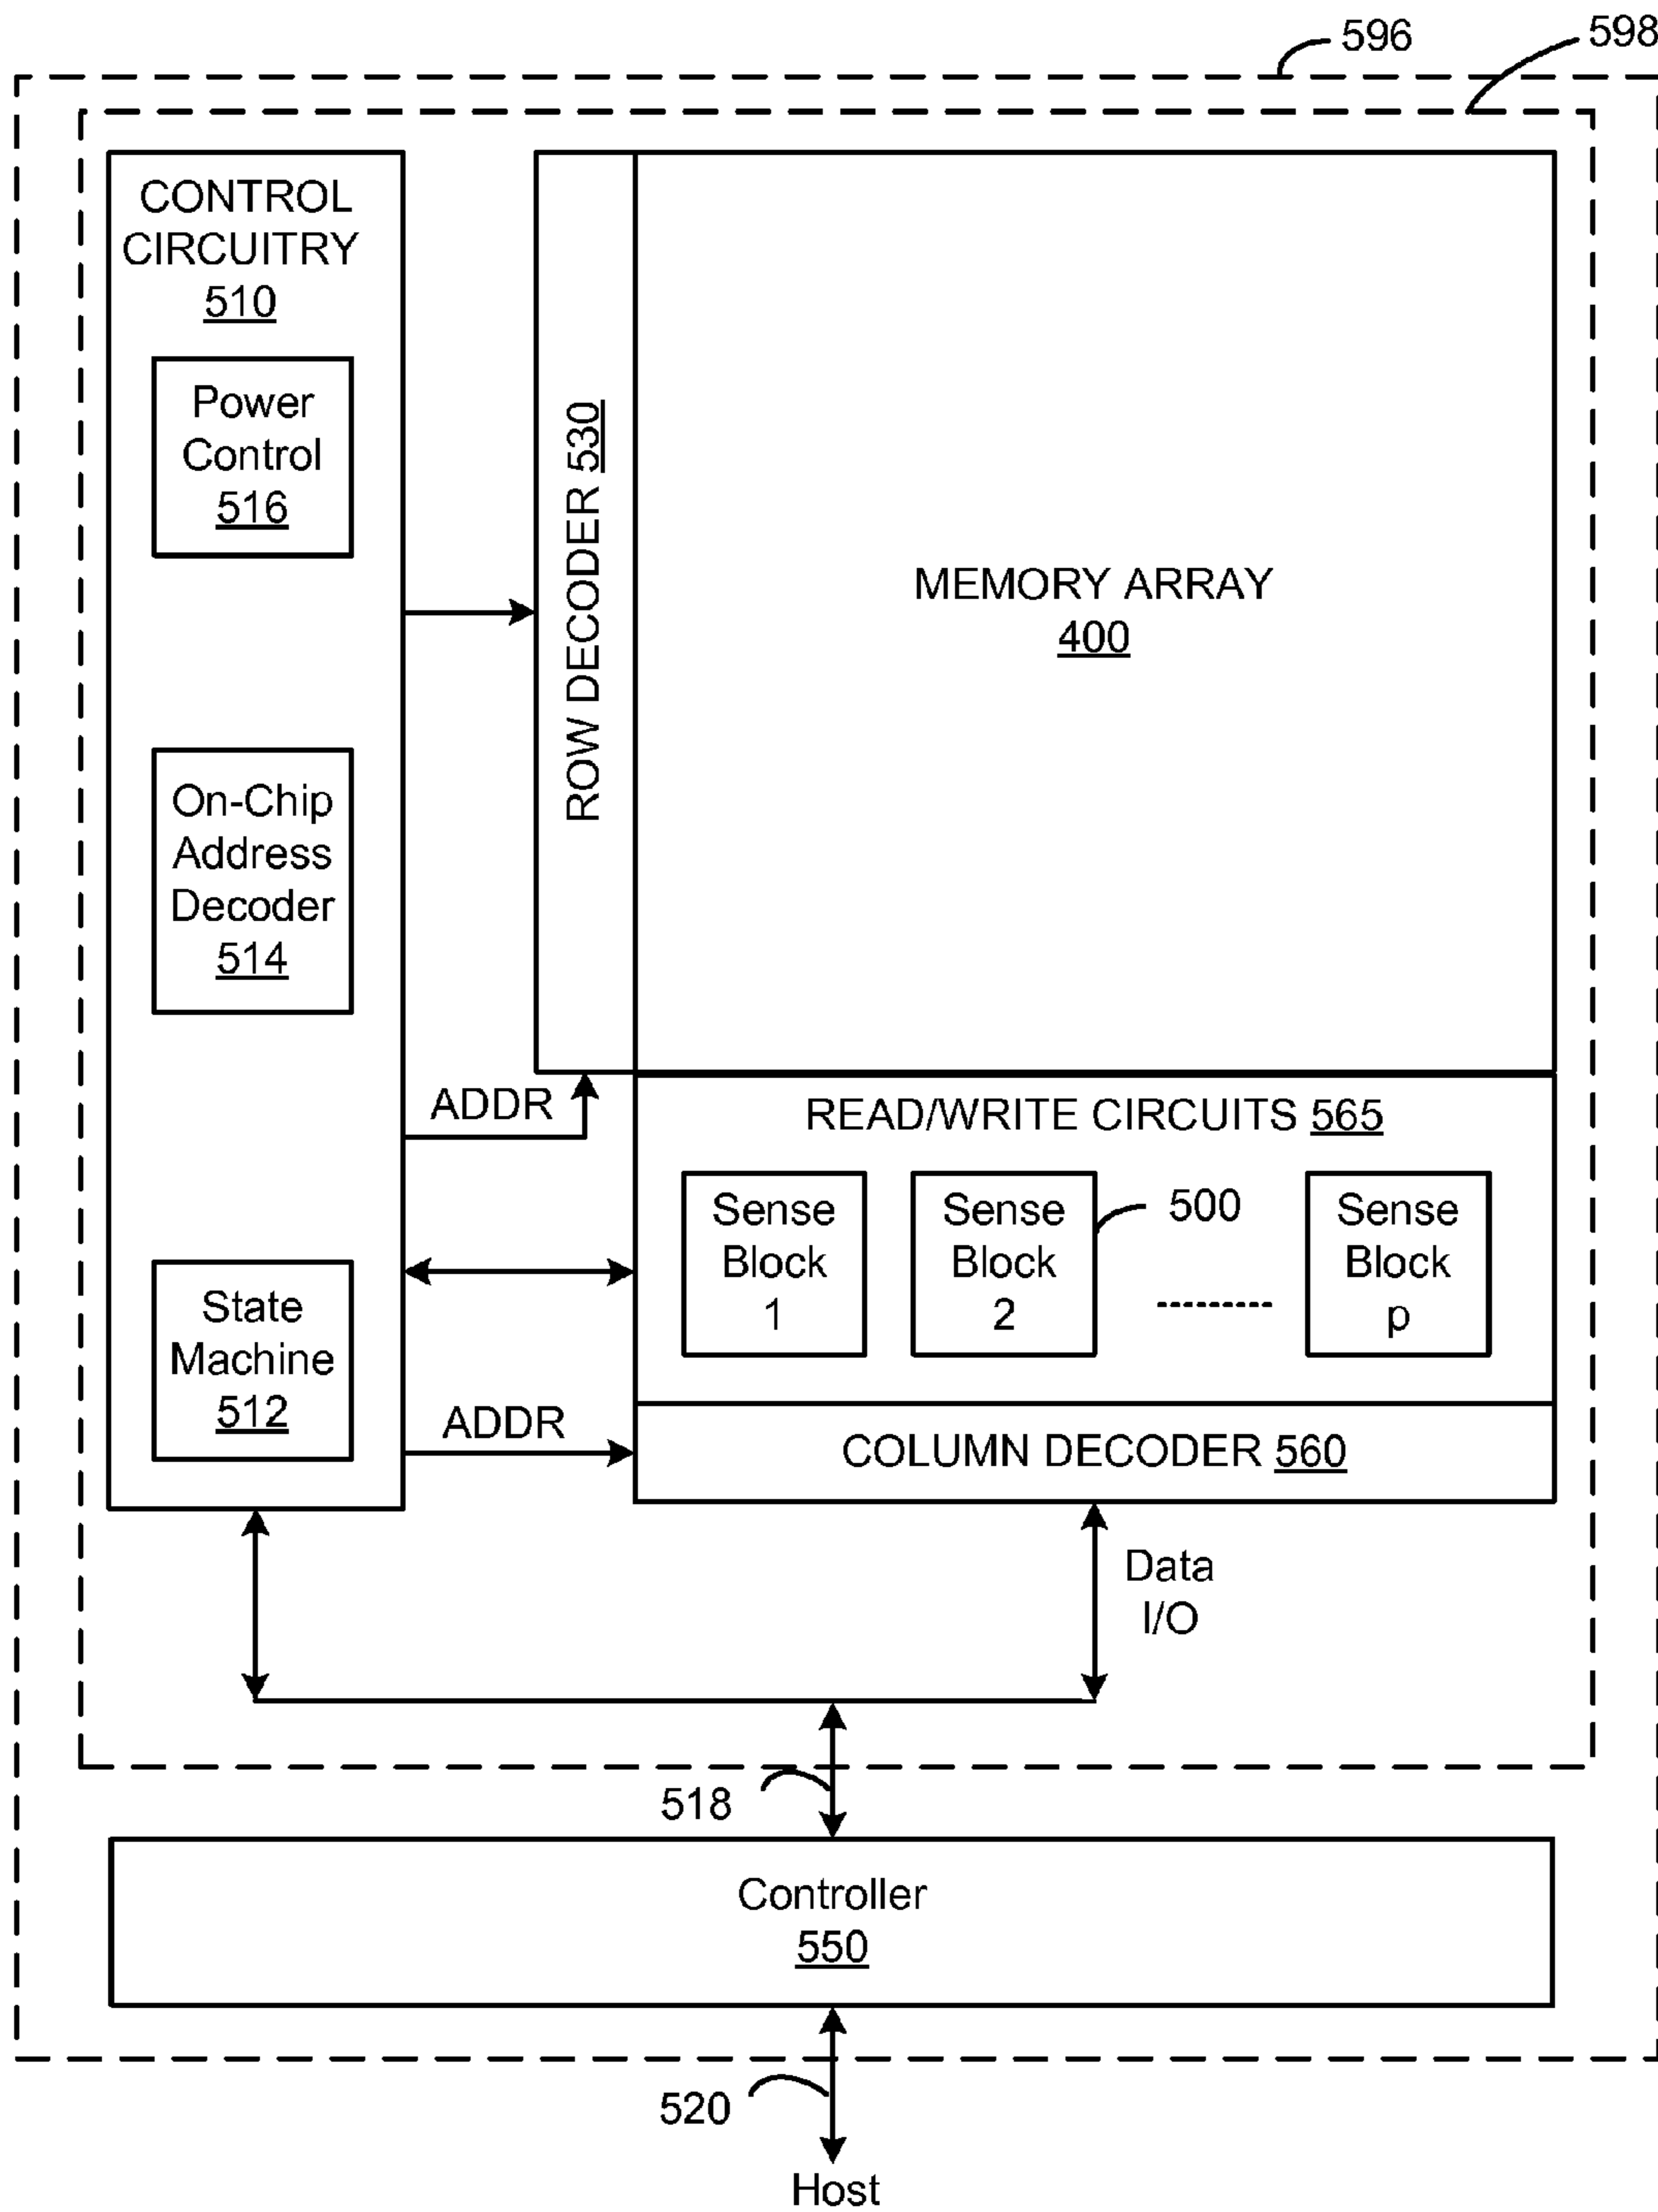 596
598
CONTROL
CIRCUITRY
510
Power
Control
516
On-Chip
Address
Decoder
514
State
Machine
512
ROW DECODER 530
MEMORY ARRAY
400
ADDR
READ/WRITE CIRCUITS 565
Sense
Block
1
Sense
Block
2
500
Sense
Block
p
ADDR
COLUMN DECODER 560
Data
I/O
518
Controller
550
520
Host